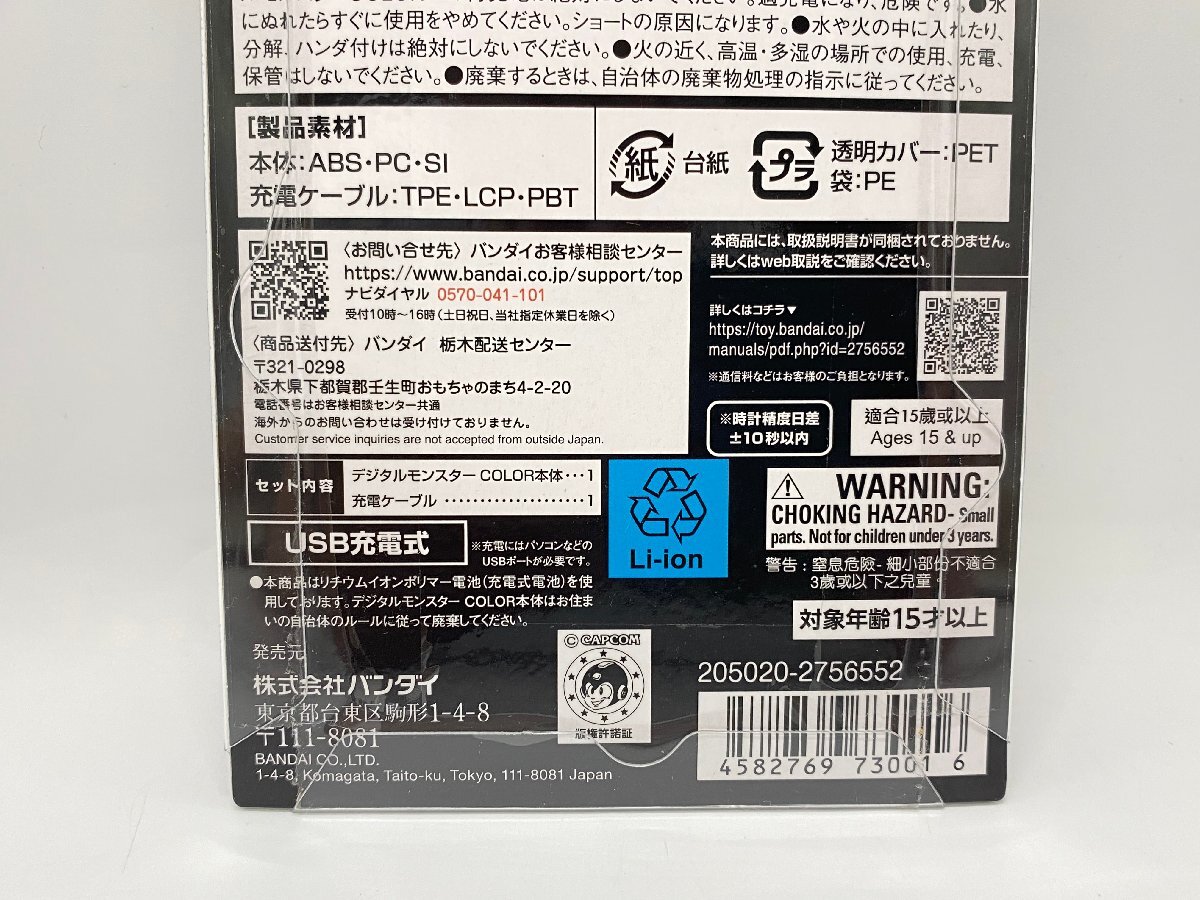 にぬれたらすぐに使用をやめてください。ショートの原因になります。●水や火の中に入れたり、
分解、ハンダ付けは絶対にしないでください。●火の近く、高温・多湿の場所での使用、充電、
保管はしないでください。●廃棄するときは、自治体の廃棄物処理の指示に従ってください。
[製品素材]
本体:ABS・PC・SI
充電ケーブル:TPE・LCP・PBT
紙 台紙
プラ 透明カバー:PET
袋:PE
〈お問い合せ先〉バンダイお客様相談センター
https://www.bandai.co.jp/support/top
ナビダイヤル 0570-041-101
受付10時～16時(土日祝日、当社指定休業日を除く)
〈商品送付先〉バンダイ 栃木配送センター
〒321-0298
栃木県下都賀郡壬生町おもちゃのまち4-2-20
電話番号はお客様相談センター共通
海外からのお問い合わせは受け付けておりません。
Customer service inquiries are not accepted from outside Japan.
本商品には、取扱説明書が同梱されておりません。
詳しくはweb取説をご確認ください。
詳しくはコチラ▼
https://toy.bandai.co.jp/
manuals/pdf.php?id=2756552
※通信料などはお客様のご負担となります。
※時計精度日差
±10秒以内
適合15歳或以上
Ages 15 & up
セット内容
デジタルモンスター COLOR本体・・・1
充電ケーブル ・・・・・・・・・・・・・・・・・・・・1
USB充電式
※充電にはパソコンなどの
USBポートが必要です。
Li-ion
●本商品はリチウムイオンポリマー電池(充電式電池)を使
用しております。デジタルモンスター COLOR本体はお住ま
いの自治体のルールに従って廃棄してください。
WARNING:
CHOKING HAZARD- Small
parts. Not for children under 3 years.
警告:窒息危險-細小部份不適合
3歲或以下之兒童。
対象年齢15才以上
発売元
株式会社バンダイ
東京都台東区駒形1-4-8
〒111-8081
BANDAI CO.,LTD.
1-4-8, Komagata, Taito-ku, Tokyo, 111-8081 Japan
© CAPCOM
版権許諾証
205020-2756552
4582769 73001 6